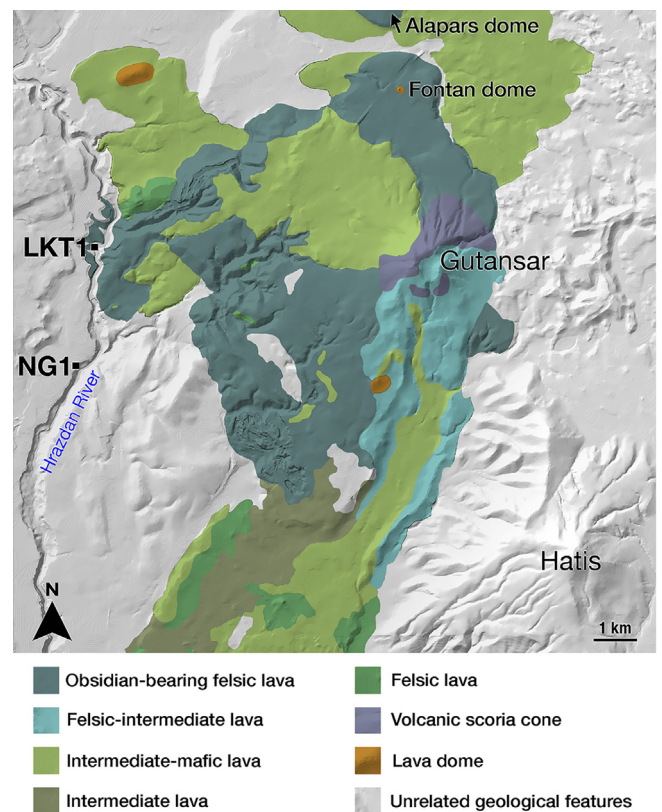 Alapars dome
Fontan dome
LKT1
Gutansar
NG1
Hrazdan River
Hatis
N
1 km
Obsidian-bearing felsic lava
Felsic lava
Felsic-intermediate lava
Volcanic scoria cone
Intermediate-mafic lava
Lava dome
Intermediate lava
Unrelated geological features